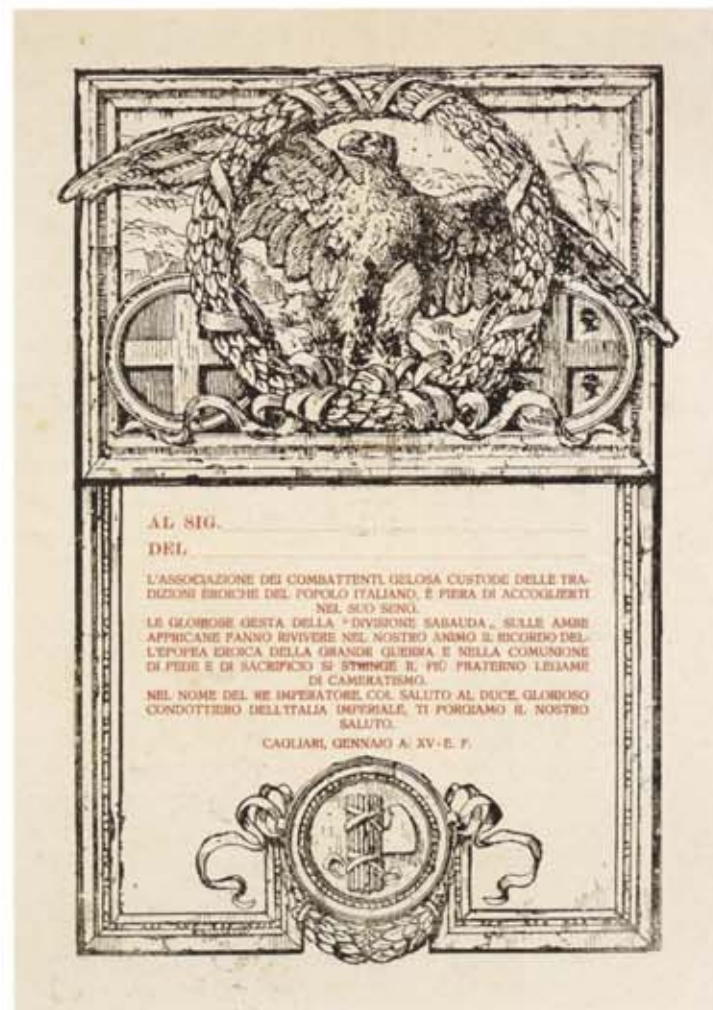 AL SIG.
DEL
L'ASSOCIAZIONE DEI COMBATTENTI, GELOSA CUSTODE DELLE TRA-
DIZIONI EROICHE DEL POPOLO ITALIANO, È FIERA DI ACCOGLIERTI
NEL SUO SENO.
LE GLORIOSE GESTA DELLA "DIVISIONE SABAUDA„ SULLE AMBE
AFFRICANE FANNO RIVIVERE NEL NOSTRO ANIMO IL RICORDO DEL-
L'EPOPEA EROICA DELLA GRANDE GUERRA E NELLA COMUNIONE
DI FEDE E DI SACRIFICIO SI STRINGE IL PIÙ FRATERNO LEGAME
DI CAMERATISMO.
NEL NOME DEL RE IMPERATORE, COL SALUTO AL DUCE, GLORIOSO
CONDOTTIERO DELL'ITALIA IMPERIALE, TI PORGIAMO IL NOSTRO
SALUTO.
CAGLIARI, GENNAIO A. XV - E. F.